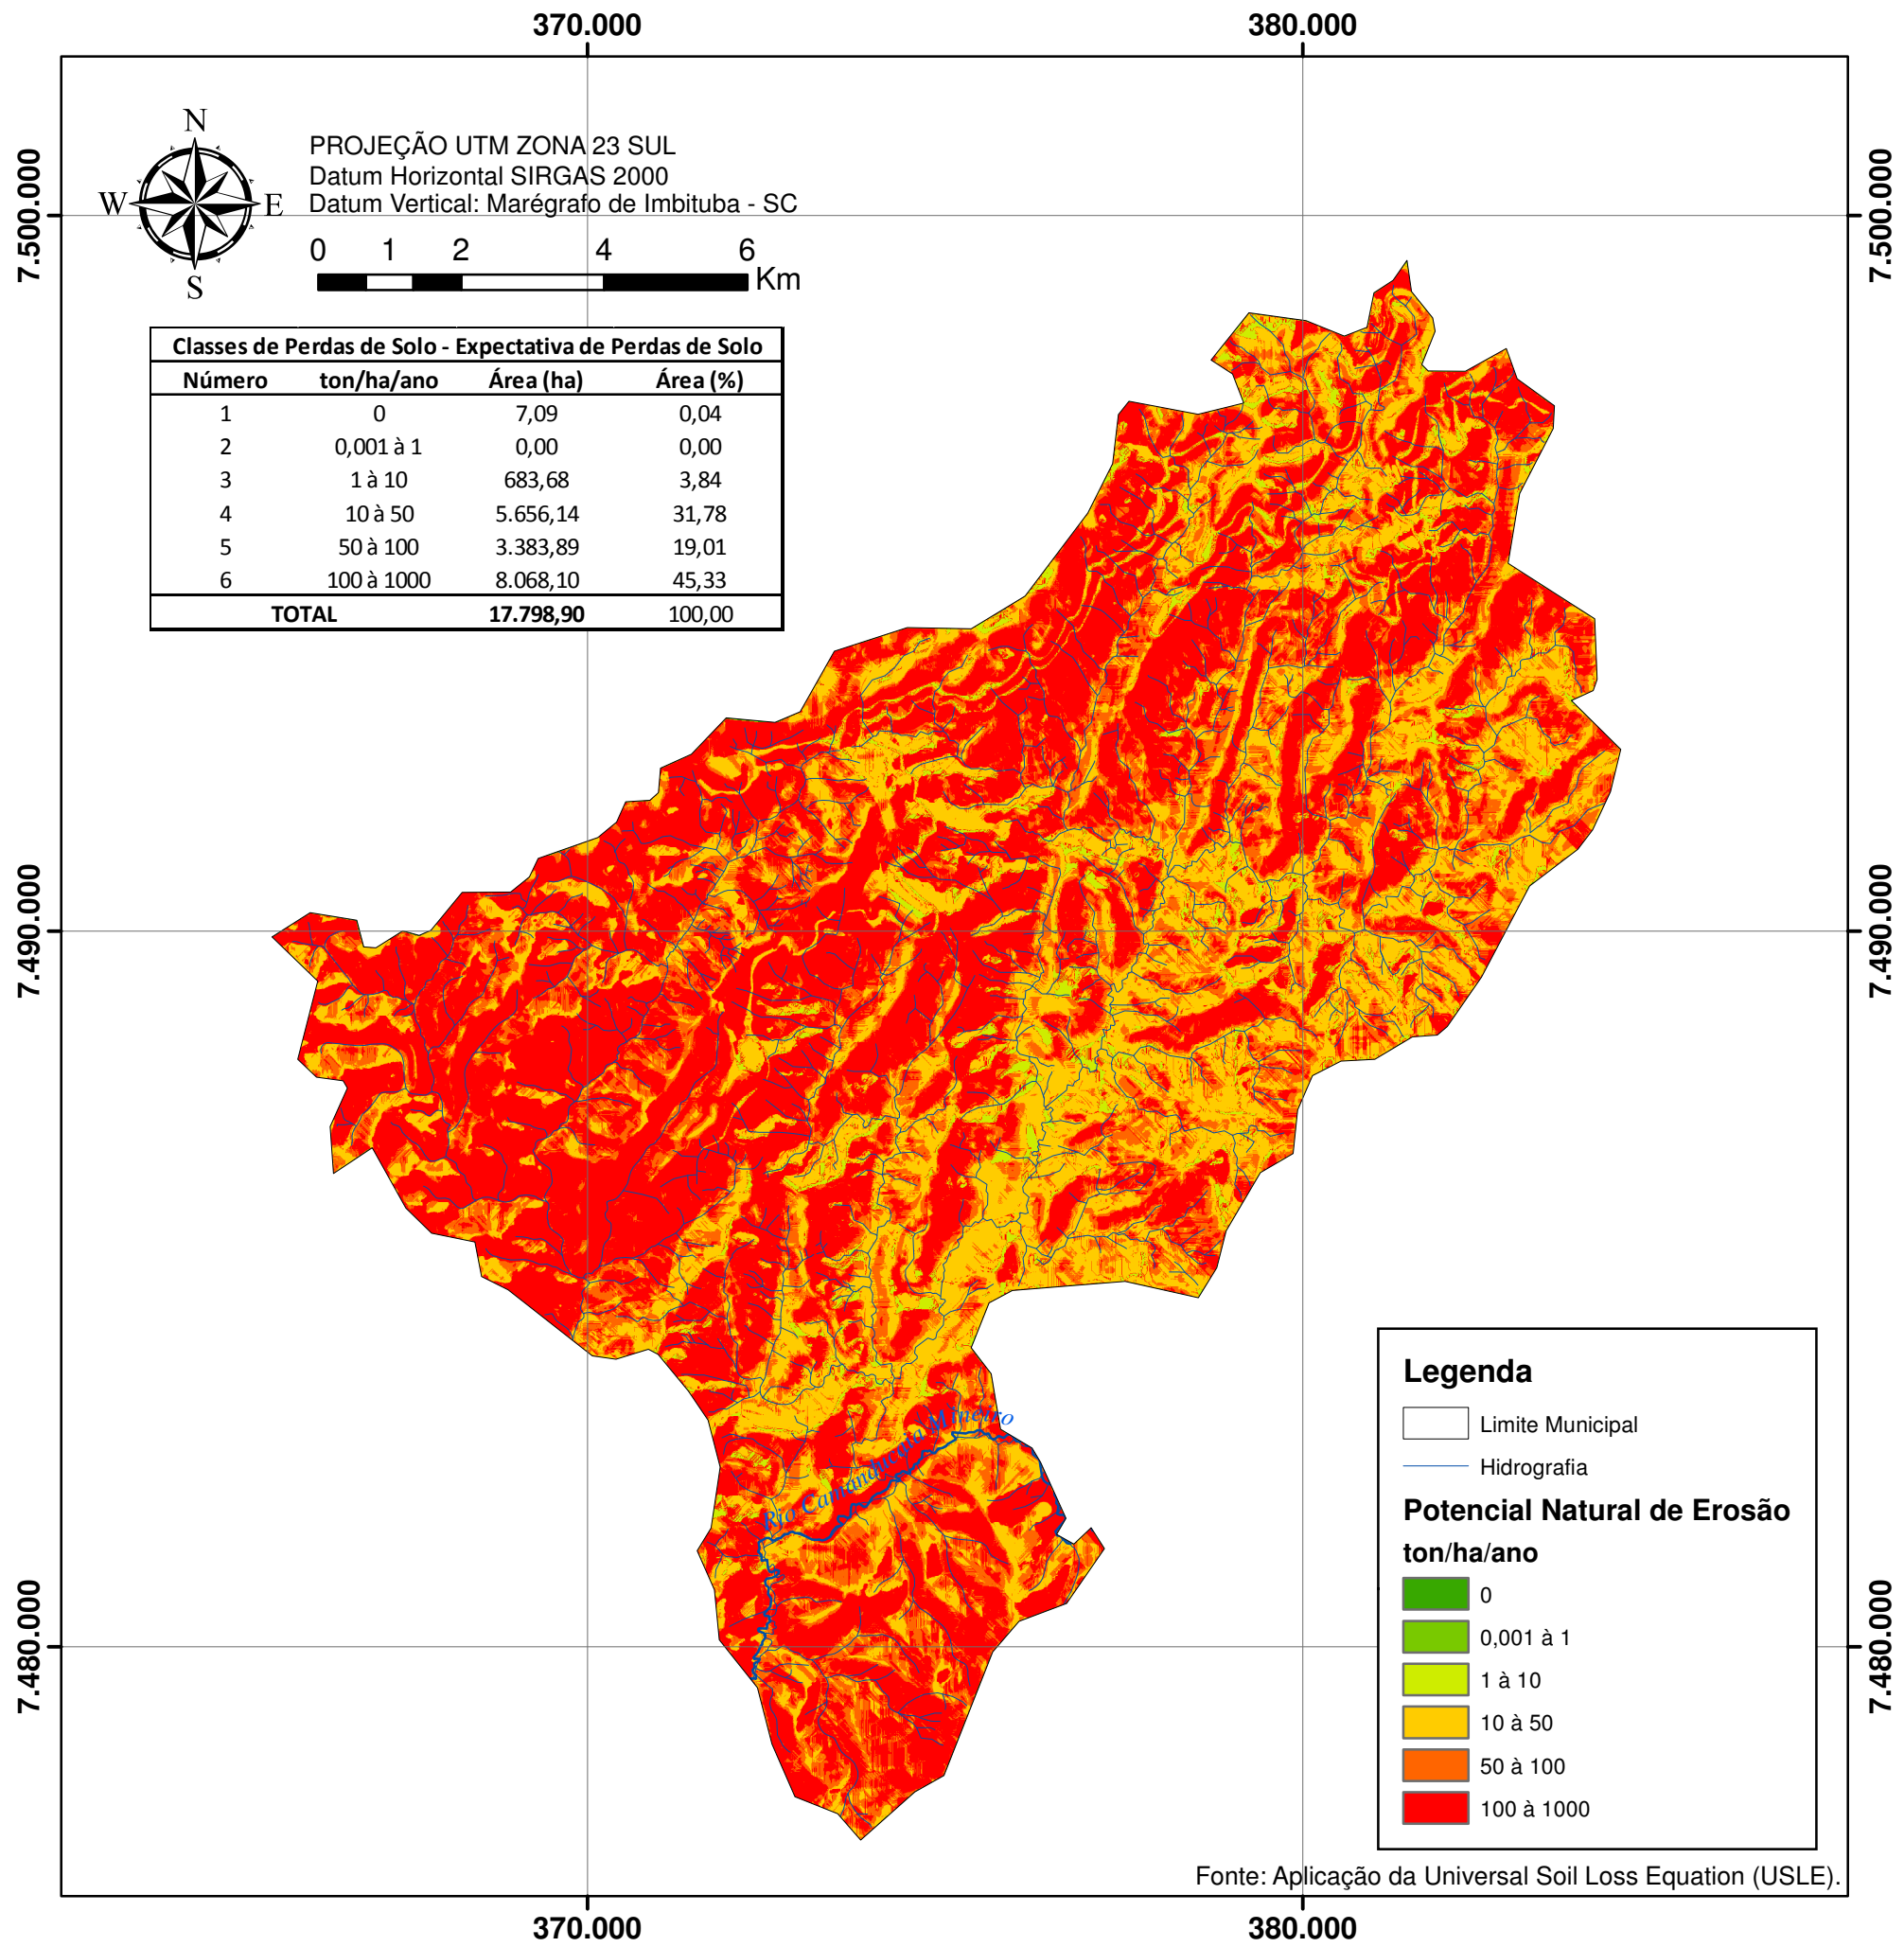 370.000 380.000
N
W E
S
PROJEÇÃO UTM ZONA 23 SUL
Datum Horizontal SIRGAS 2000
Datum Vertical: Marégrafo de Imbituba - SC
0 1 2 4 6
Km
7.500.000 7.500.000
Classes de Perdas de Solo - Expectativa de Perdas de Solo
Número ton/ha/ano Área (ha) Área (%)
1 0 7,09 0,04
2 0,001 à 1 0,00 0,00
3 1 à 10 683,68 3,84
4 10 à 50 5.656,14 31,78
5 50 à 100 3.383,89 19,01
6 100 à 1000 8.068,10 45,33
TOTAL 17.798,90 100,00
7.490.000 7.490.000
Rio Camanducaia Mineiro
Legenda
Limite Municipal
Hidrografia
Potencial Natural de Erosão
ton/ha/ano
0
0,001 à 1
1 à 10
10 à 50
50 à 100
100 à 1000
7.480.000 7.480.000
Fonte: Aplicação da Universal Soil Loss Equation (USLE).
370.000 380.000